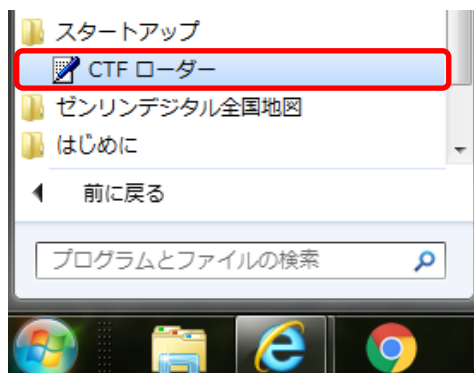 スタートアップ
CTF ローダー
ゼンリンデジタル全国地図
はじめに
前に戻る
プログラムとファイルの検索